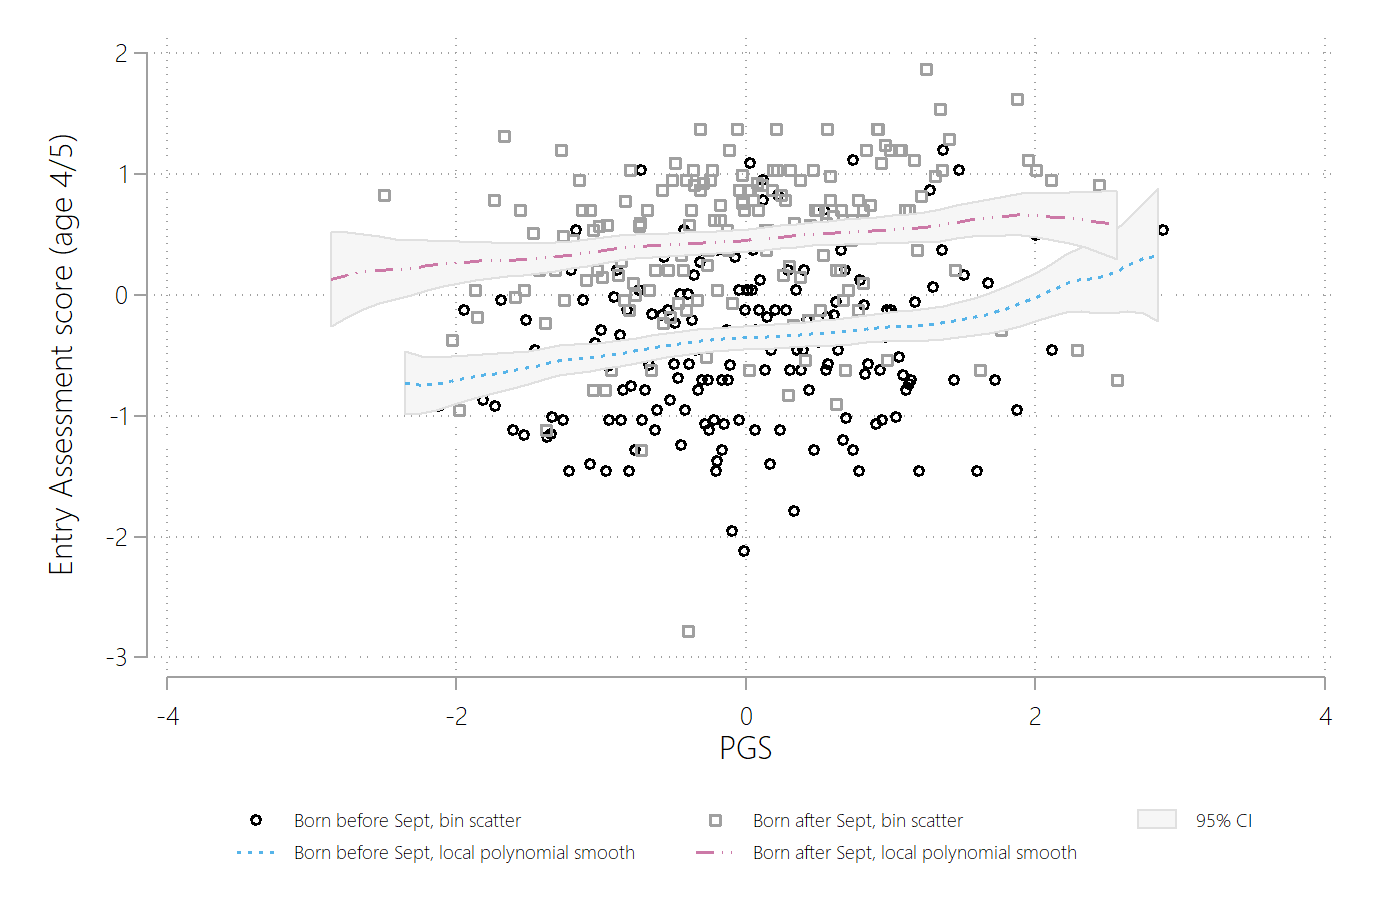 Entry Assessment score (age 4/5)
2
1
0
-1
-2
-3
-4
-2
0
2
4
PGS
Born before Sept, bin scatter
Born after Sept, bin scatter
95% CI
Born before Sept, local polynomial smooth
Born after Sept, local polynomial smooth